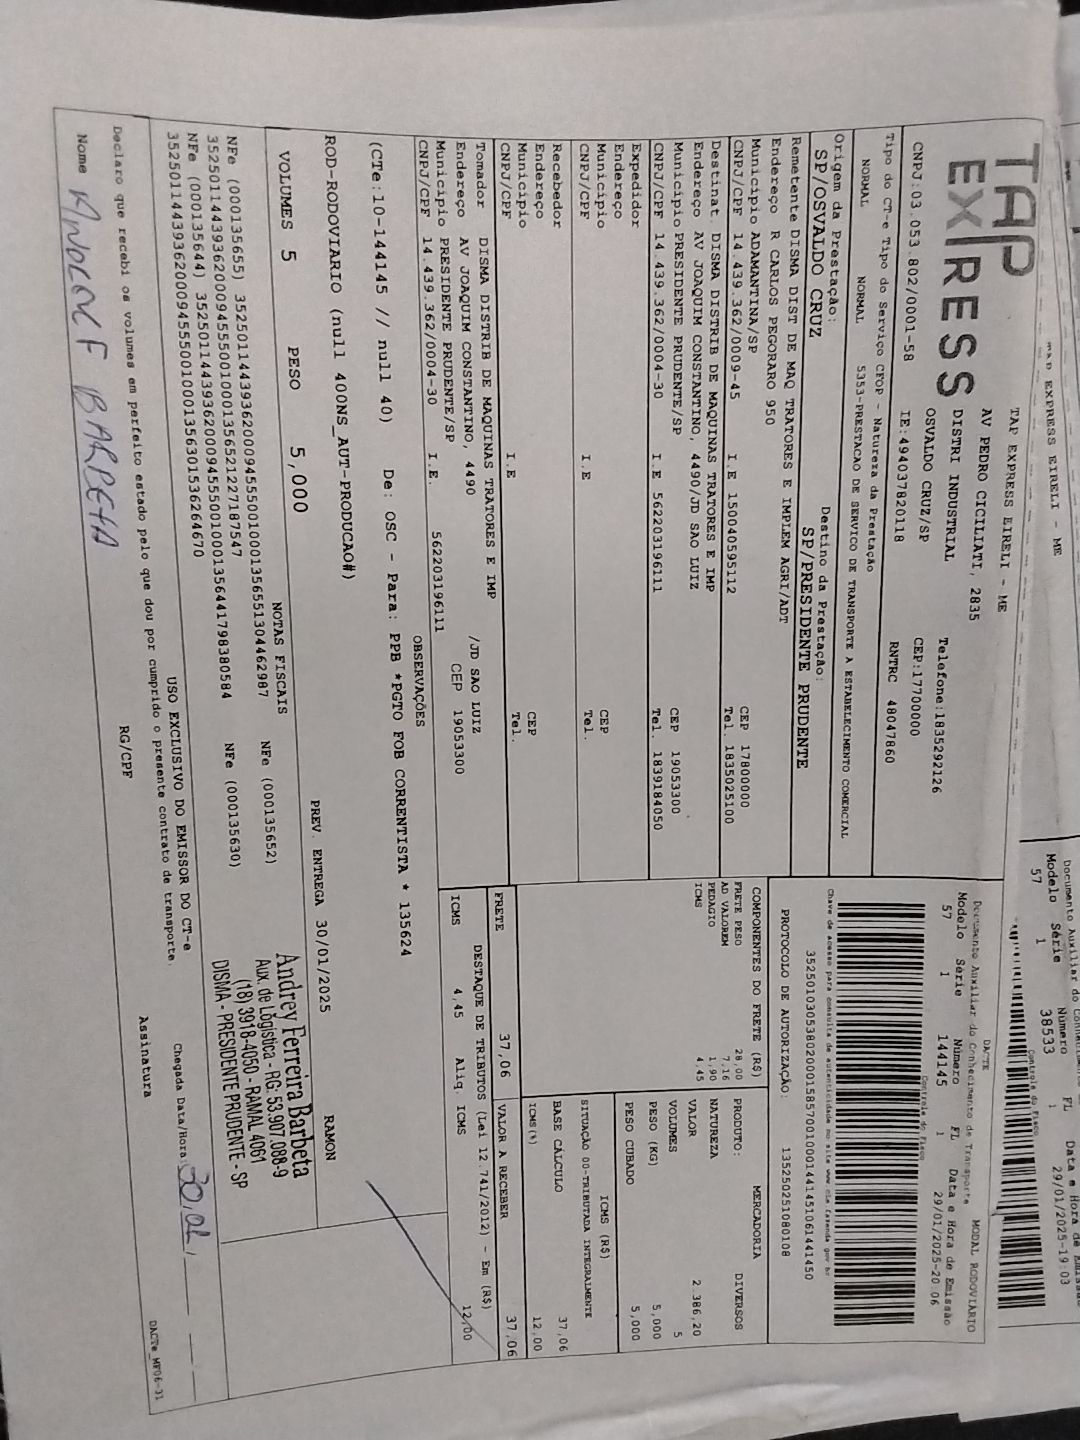 TAP EXPRESS EIRELI - ME
Documento Auxiliar do
Modelo Série Número FL Data e Hora de
57 1 38533 1 29/01/2025-19:03
TAP EXPRESS
TAP EXPRESS EIRELI - ME
AV PEDRO CICILIATI, 2835
DISTRI INDUSTRIAL
OSVALDO CRUZ/SP
Telefone:1835292126
CEP:17700000
CNPJ:03.053.802/0001-58 IE:494037820118 RNTRC 48047860
DACTE
Documento Auxiliar do Conhecimento de Transporte
MODAL RODOVIÁRIO
Modelo Série Número FL Data e Hora de Emissão
57 1 144145 1 29/01/2025-20:06
Controle do Fisco
Tipo do CT-e Tipo do Serviço CFOP - Natureza da Prestação
NORMAL NORMAL 5353-PRESTACAO DE SERVICO DE TRANSPORTE A ESTABELECIMENTO COMERCIAL
Chave de acesso para consulta de autenticidade no site www.cte.fazenda.gov.br
35250103053802000158570010001441451061441450
PROTOCOLO DE AUTORIZAÇÃO: 135250251080108
Origem da Prestação: Destino da Prestação:
SP/OSVALDO CRUZ SP/PRESIDENTE PRUDENTE
Remetente DISMA DIST DE MAQ TRATORES E IMPLEM AGRI/ADT
Endereço R CARLOS PEGORARO 950
Município ADAMANTINA/SP CEP 17800000
CNPJ/CPF 14.439.362/0009-45 I.E 150040595112 Tel. 1835025100
Destinat. DISMA DISTRIB DE MAQUINAS TRATORES E IMP
Endereço AV JOAQUIM CONSTANTINO, 4490/JD SAO LUIZ
Município PRESIDENTE PRUDENTE/SP CEP 19053300
CNPJ/CPF 14.439.362/0004-30 I.E 562203196111 Tel. 1839184050
Expedidor
Endereço
Município CEP
CNPJ/CPF I.E Tel.
Recebedor
Endereço
Município CEP
CNPJ/CPF I.E Tel.
Tomador DISMA DISTRIB DE MAQUINAS TRATORES E IMP
Endereço AV JOAQUIM CONSTANTINO, 4490 /JD SAO LUIZ
Município PRESIDENTE PRUDENTE/SP CEP 19053300
CNPJ/CPF 14.439.362/0004-30 I.E. 562203196111
COMPONENTES DO FRETE (R$)
FRETE PESO 28,00
AD VALOREM 7,16
PEDAGIO 1,90
ICMS 4,45
MERCADORIA
PRODUTO: DIVERSOS
NATUREZA
VALOR 2.386,20
VOLUMES 5
PESO (KG) 5,000
PESO CUBADO 5,000
ICMS (R$)
SITUAÇÃO 00-TRIBUTADA INTEGRALMENTE
BASE CÁLCULO 37,06
ICMS(%) 12,00
FRETE 37,06 VALOR A RECEBER 37,06
DESTAQUE DE TRIBUTOS (Lei 12.741/2012) - Em (R$)
ICMS 4,45 Aliq. ICMS 12,00
OBSERVAÇÕES
(CTe:10-144145 // null 40) De: OSC - Para: PPB *PGTO FOB CORRENTISTA * 135624
ROD-RODOVIARIO (null 400NS_AUT-PRODUCAO#)
PREV. ENTREGA 30/01/2025 RAMON
VOLUMES 5 PESO 5,000
NOTAS FISCAIS
NFe (000135655) 35250114439362000945550010001356551304462987 NFe (000135652)
35250114439362000945550010001356521227187547
NFe (000135644) 35250114439362000945550010001356441798380584 NFe (000135630)
35250114439362000945550010001356301536264670
Andrey Ferreira Barbeta
Aux. de Logística - RG: 53.907.088-9
(18) 3918-4050 - RAMAL 4061
DISMA - PRESIDENTE PRUDENTE - SP
USO EXCLUSIVO DO EMISSOR DO CT-e
Declaro que recebi os volumes em perfeito estado pelo que dou por cumprido o presente contrato de transporte.
Chegada Data/Hora: 30/01/
Nome F BARBETA RG/CPF Assinatura
DACTe_MF06-01